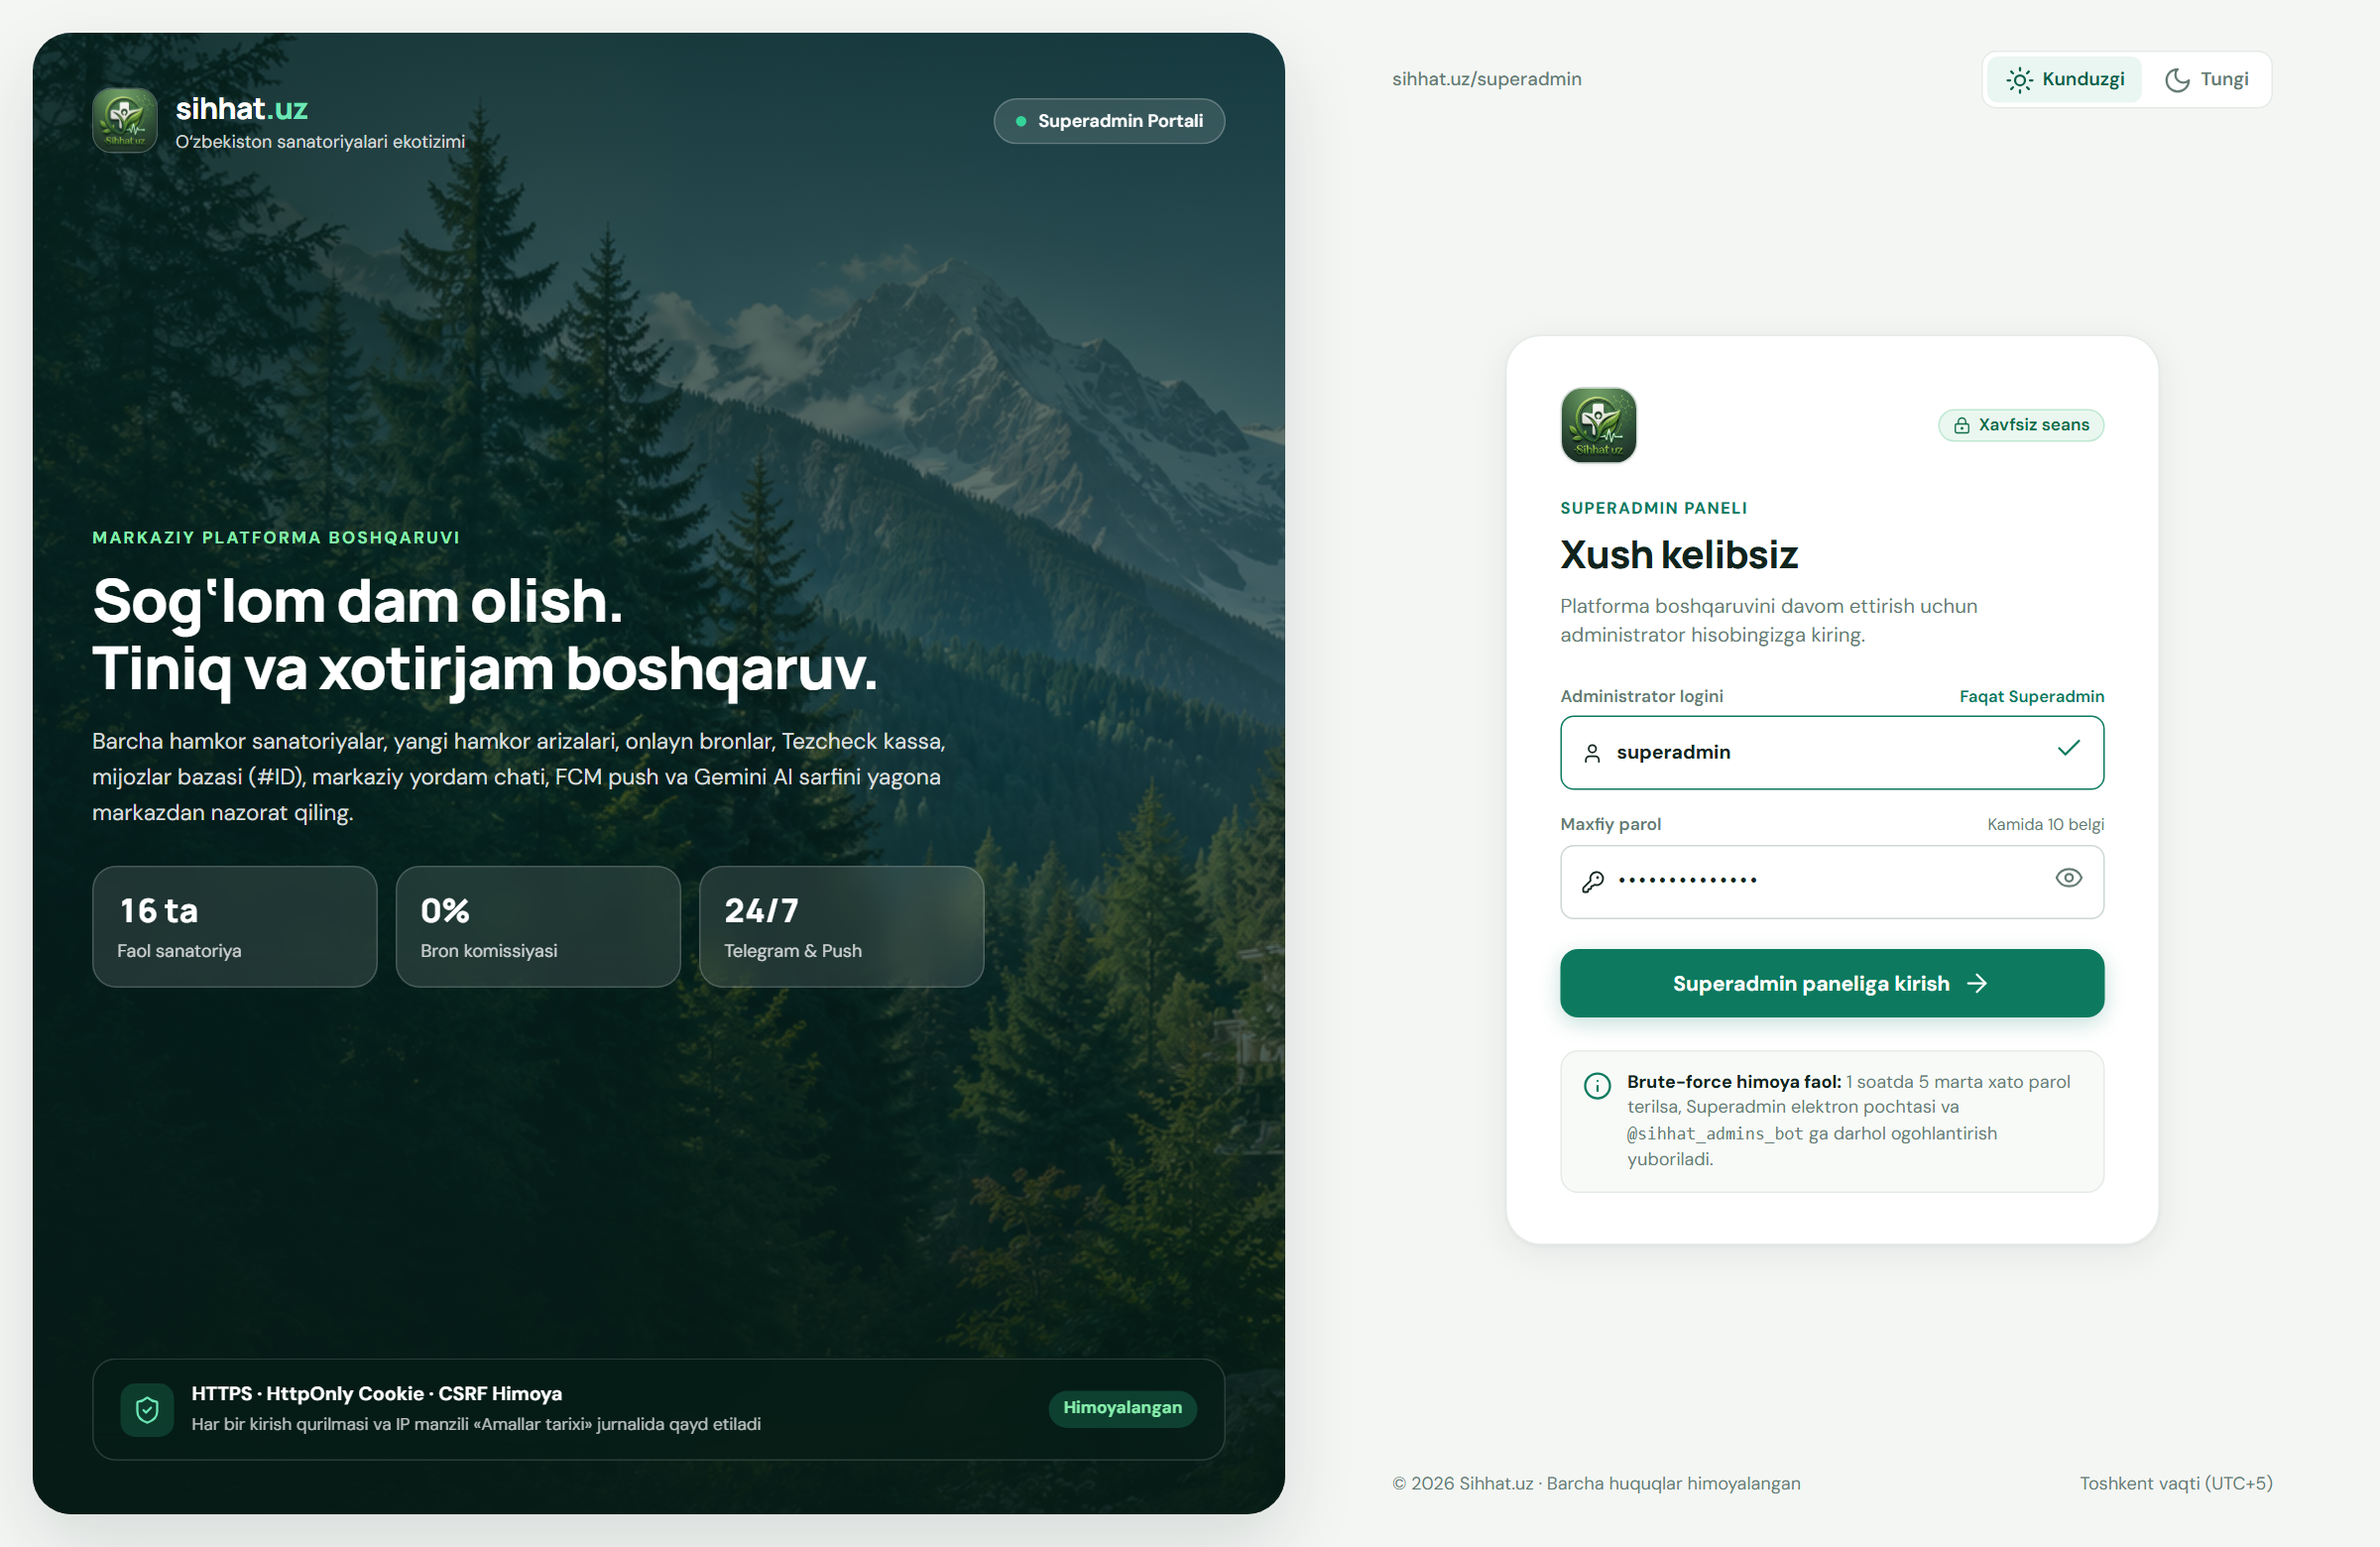 sihhat.uz
Oʻzbekiston sanatoriyalari ekotizimi
Sihhat.uz
Superadmin Portali
MARKAZIY PLATFORMA BOSHQARUVI
Sogʻlom dam olish.
Tiniq va xotirjam boshqaruv.
Barcha hamkor sanatoriyalar, yangi hamkor arizalari, onlayn bronlar, Tezcheck kassa,
mijozlar bazasi (#ID), markaziy yordam chati, FCM push va Gemini AI sarfini yagona
markazdan nazorat qiling.
16 ta
Faol sanatoriya
0%
Bron komissiyasi
24/7
Telegram & Push
HTTPS · HttpOnly Cookie · CSRF Himoya
Har bir kirish qurilmasi va IP manzili «Amallar tarixi» jurnalida qayd etiladi
Himoyalangan
sihhat.uz/superadmin
Kunduzgi
Tungi
Sihhat.uz
Xavfsiz seans
SUPERADMIN PANELI
Xush kelibsiz
Platforma boshqaruvini davom ettirish uchun
administrator hisobingizga kiring.
Administrator logini
Faqat Superadmin
superadmin
Maxfiy parol
Kamida 10 belgi
••••••••••••••
Superadmin paneliga kirish →
Brute-force himoya faol: 1 soatda 5 marta xato parol
terilsa, Superadmin elektron pochtasi va
@sihhat_admins_bot ga darhol ogohlantirish
yuboriladi.
© 2026 Sihhat.uz · Barcha huquqlar himoyalangan
Toshkent vaqti (UTC+5)